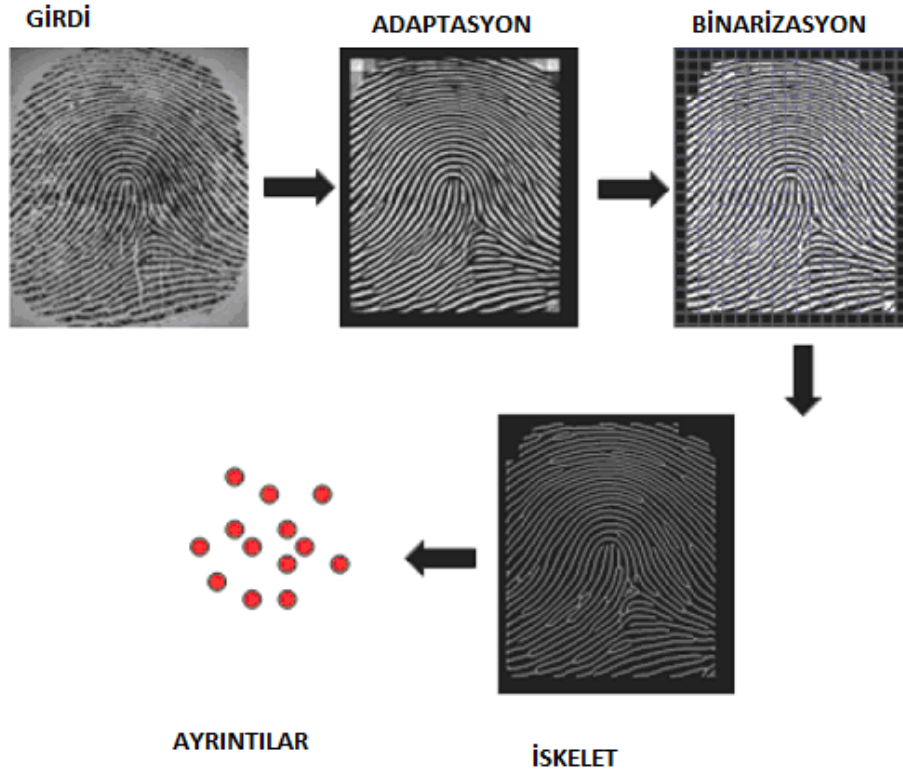 GİRDİ
ADAPTASYON
BİNARİZASYON
AYRINTILAR
İSKELET